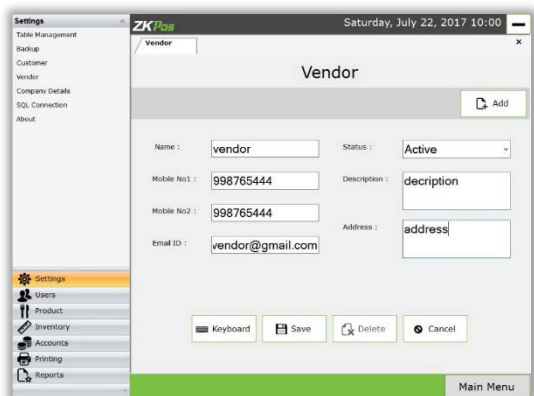 Settings
«
Table Management
Backup
Customer
Vendor
Company Details
SQL Connection
About
Settings
Users
Product
Inventory
Accounts
Printing
Reports
ZKPos
Saturday, July 22, 2017 10:00
Vendor
×
Vendor
Add
Name : vendor
Status : Active
Mobile No1 : 998765444
Description : decription
Mobile No2 : 998765444
Address : address
Email ID : vendor@gmail.com
Keyboard Save Delete Cancel
Main Menu